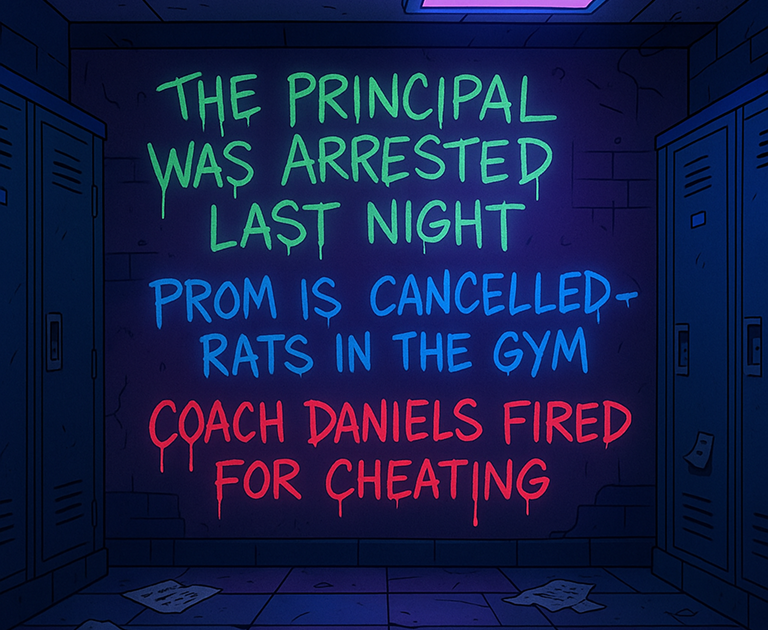 THE PRINCIPAL
WAS ARRESTED
LAST NIGHT
PROM IS CANCELLED-
RATS IN THE GYM
COACH DANIELS FIRED
FOR CHEATING